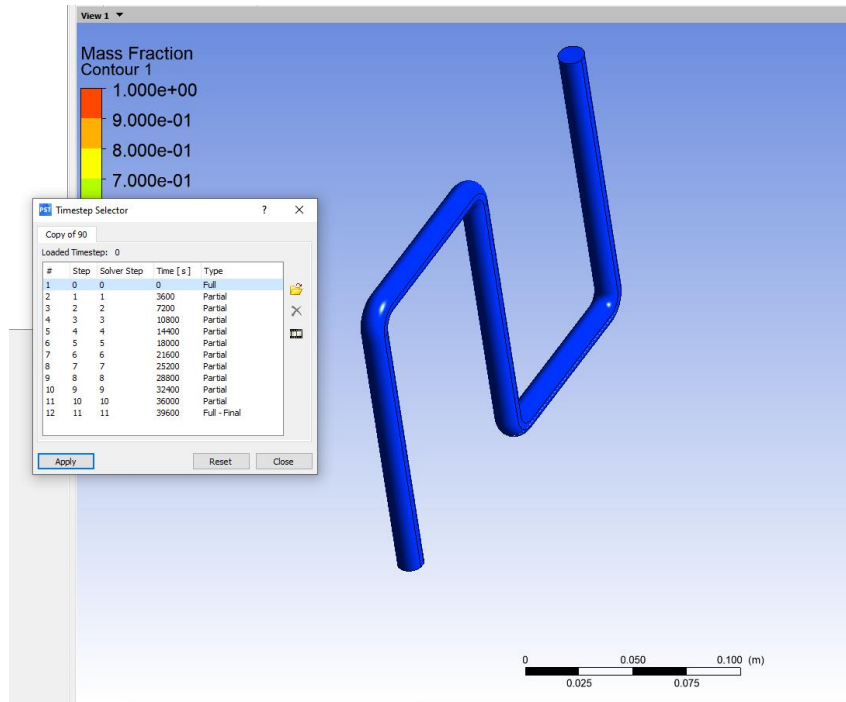 View 1
Mass Fraction
Contour 1
1.000e+00
9.000e-01
8.000e-01
7.000e-01
PST Timestep Selector ? ×
Copy of 90
Loaded Timestep: 0
# Step Solver Step Time [ s ] Type
1 0 0 0 Full
2 1 1 3600 Partial
3 2 2 7200 Partial
4 3 3 10800 Partial
5 4 4 14400 Partial
6 5 5 18000 Partial
7 6 6 21600 Partial
8 7 7 25200 Partial
9 8 8 28800 Partial
10 9 9 32400 Partial
11 10 10 36000 Partial
12 11 11 39600 Full - Final
Apply Reset Close
0 0.050 0.100 (m)
0.025 0.075